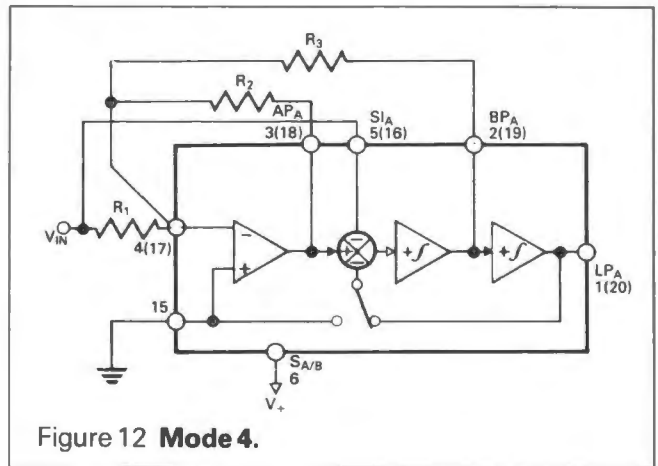 R3
R2
APA
3(18)
SIA
5(16)
BPA
2(19)
R1
VIN
4(17)
−
+
+
−
−
+∫
+∫
LPA
1(20)
15
SA/B
6
V+
Figure 12 Mode 4.